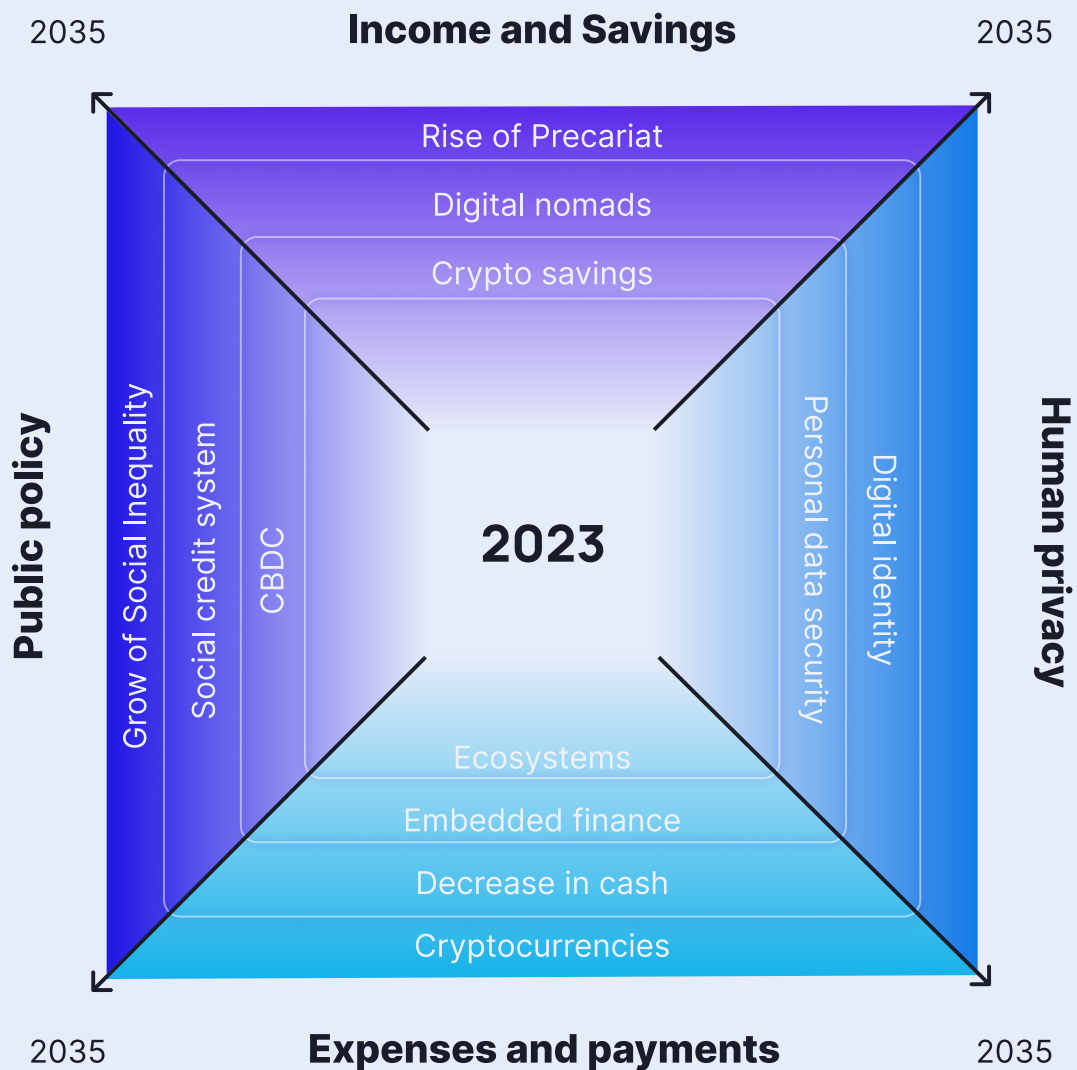 2035
Income and Savings
2035
Rise of Precariat
Digital nomads
Crypto savings
Public policy
Grow of Social Inequality
Social credit system
CBDC
2023
Personal data security
Digital identity
Human privacy
Ecosystems
Embedded finance
Decrease in cash
Cryptocurrencies
2035
Expenses and payments
2035